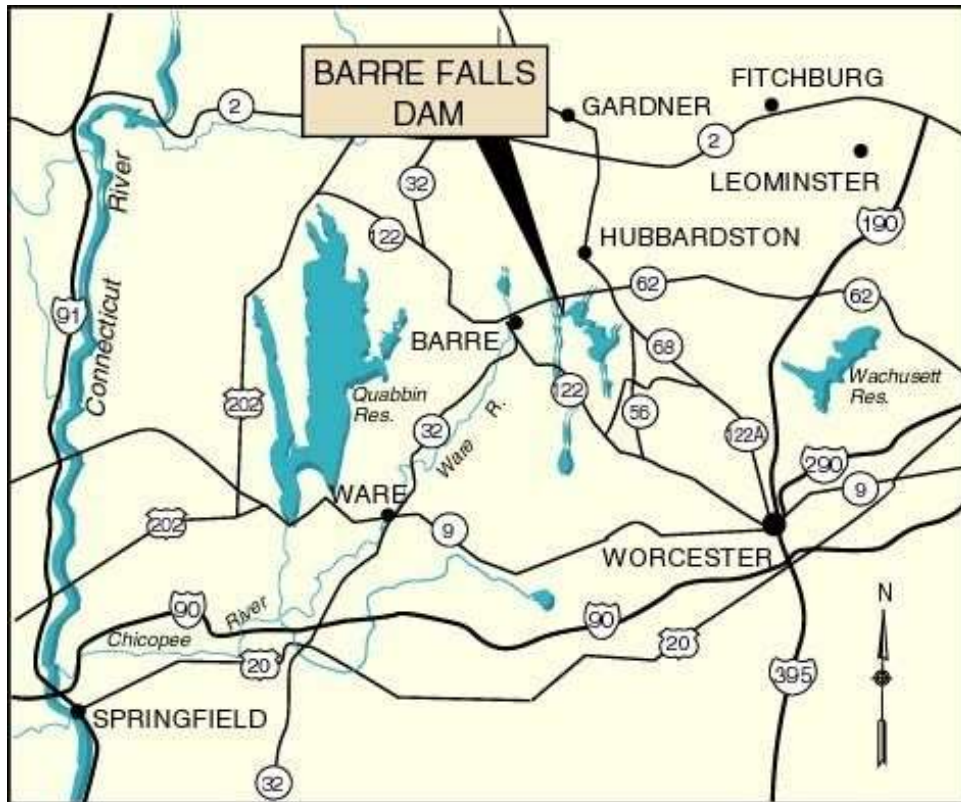 BARRE FALLS
DAM
FITCHBURG
GARDNER
2
2
LEOMINSTER
32
190
122
HUBBARDSTON
62
62
91
Connecticut
River
BARRE
68
Wachusett
Res.
Quabbin
Res.
202
122
56
32
122A
Ware R.
290
9
WARE
202
9
WORCESTER
N
90
90
Chicopee River
20
20
395
SPRINGFIELD
32